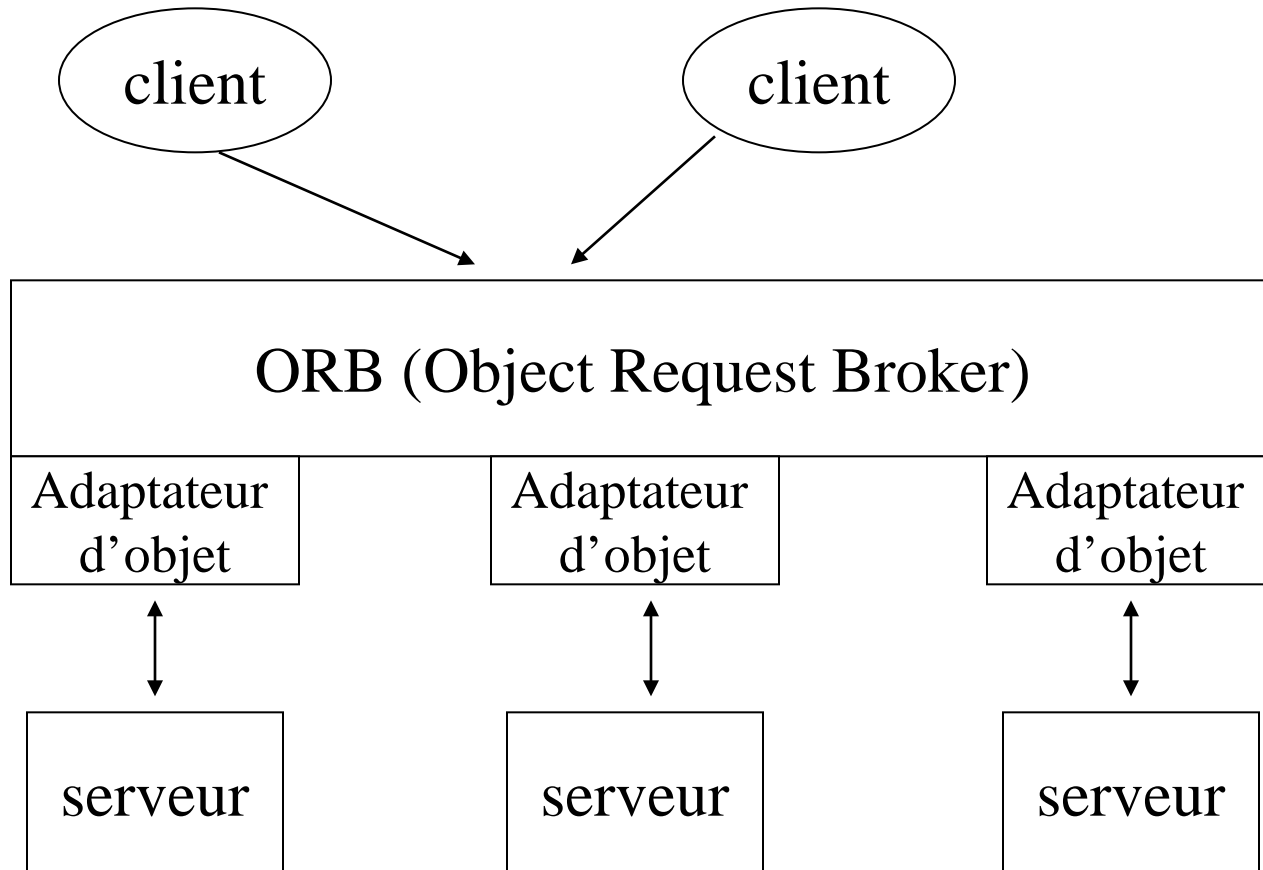 client
client
ORB (Object Request Broker)
Adaptateur
d’objet
Adaptateur
d’objet
Adaptateur
d’objet
serveur
serveur
serveur